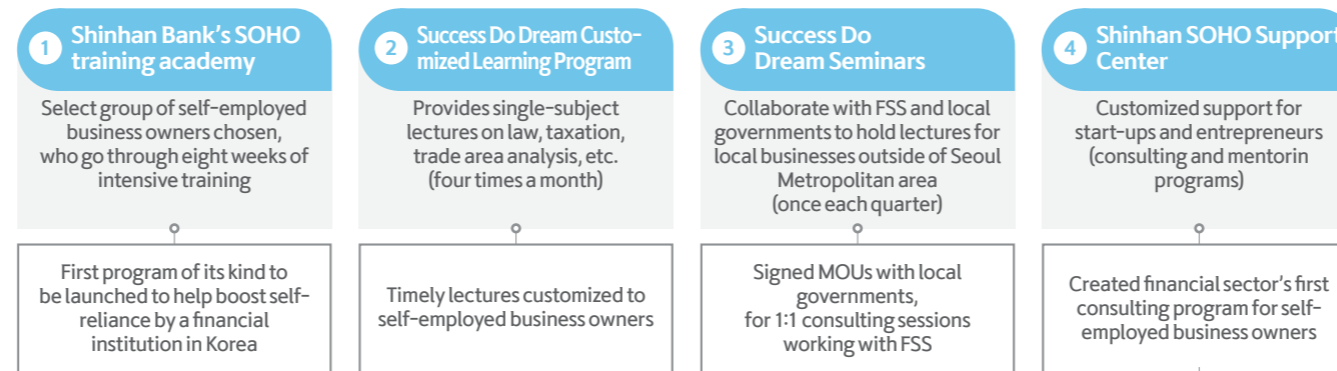 1
Shinhan Bank's SOHO
training academy
Select group of self-employed
business owners chosen,
who go through eight weeks of
intensive training
First program of its kind to
be launched to help boost self-
reliance by a financial
institution in Korea
2
Success Do Dream Custo-
mized Learning Program
Provides single-subject
lectures on law, taxation,
trade area analysis, etc.
(four times a month)
Timely lectures customized to
self-employed business owners
3
Success Do
Dream Seminars
Collaborate with FSS and local
governments to hold lectures for
local businesses outside of Seoul
Metropolitan area
(once each quarter)
Signed MOUs with local
governments,
for 1:1 consulting sessions
working with FSS
4
Shinhan SOHO Support
Center
Customized support for
start-ups and entrepreneurs
(consulting and mentorin
programs)
Created financial sector's first
consulting program for self-
employed business owners